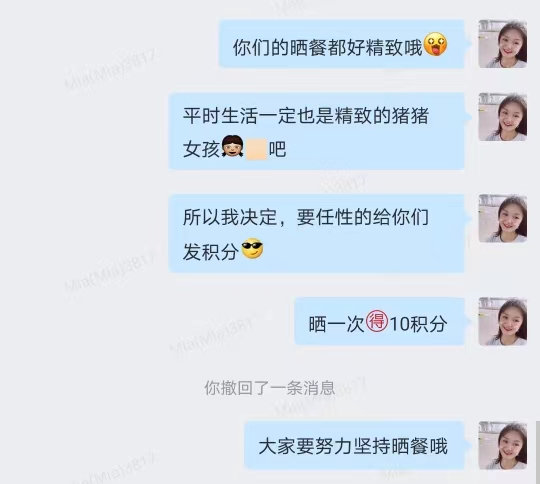 你们的晒餐都好精致哦😍
平时生活一定也是精致的猪猪
女孩👧🏻吧
所以我决定，要任性的给你们
发积分😎
晒一次🉐10积分
你撤回了一条消息
大家要努力坚持晒餐哦
Mia(Mia)3817